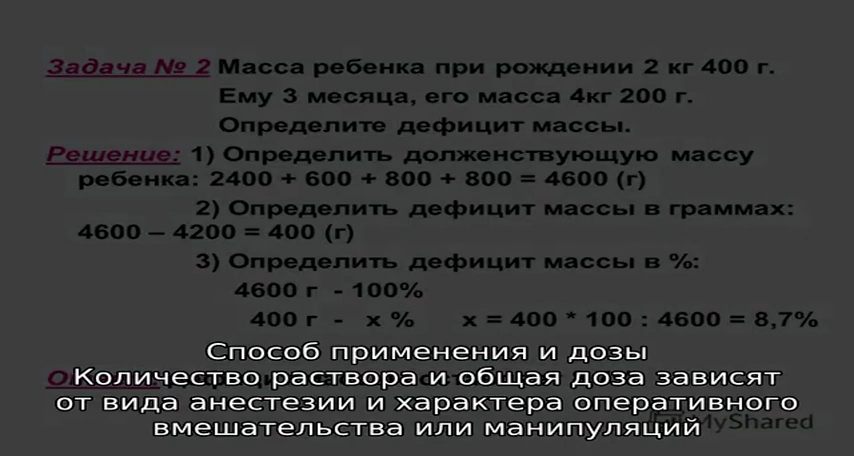 Задача № 2 Масса ребенка при рождении 2 кг 400 г.
Ему 3 месяца, его масса 4кг 200 г.
Определите дефицит массы.
Решение: 1) Определить долженствующую массу
ребенка: 2400 + 600 + 800 + 800 = 4600 (г)
2) Определить дефицит массы в граммах:
4600 – 4200 = 400 (г)
3) Определить дефицит массы в %:
4600 г - 100%
400 г - х % х = 400 * 100 : 4600 = 8,7%
Способ применения и дозы
Количество раствора и общая доза зависят
от вида анестезии и характера оперативного
вмешательства или манипуляций
MyShared